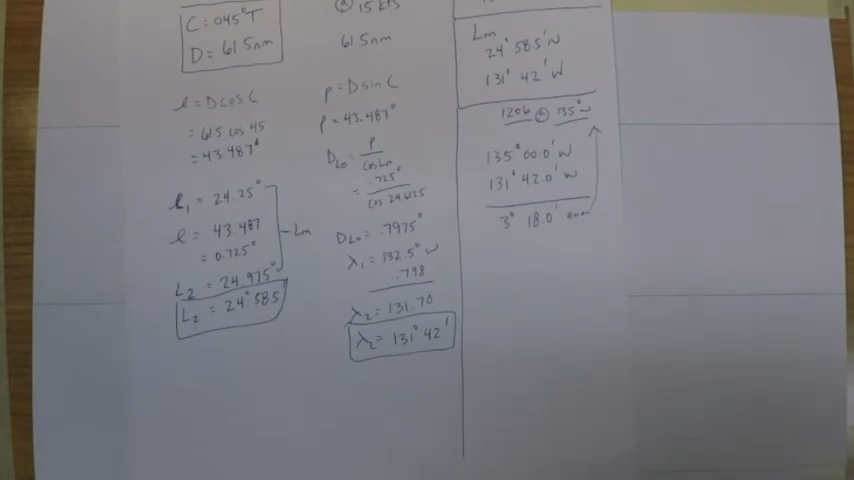 C = 045° T
D = 61.5nm
l = D cos C
= 61.5 cos 45
= 43.487'
L₁ = 24.25°
l = 43.487
= 0.725°
Lm
L₂ = 24.975°
L₂ = 24° 58.5'
@ 15 kts
61.5nm
p = D sin C
p = 43.487°
DLo = p / cos Lm
= .725° / cos 24.625
DLo = .7975°
λ₁ = 132.5° W
.798
λ₂ = 131.70
λ₂ = 131° 42'
Lm
24° 58.5' N
131° 42' W
1206 @ 135° W
135° 00.0' W
131° 42.0' W
3° 18.0'